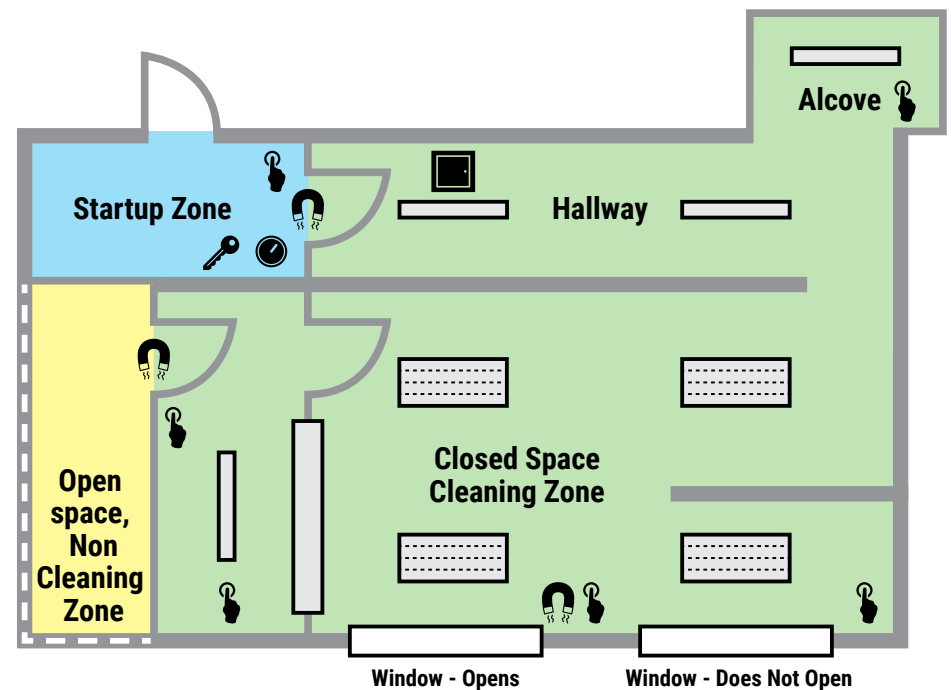 Alcove
Startup Zone
Hallway
Closed Space
Cleaning Zone
Open
space,
Non
Cleaning
Zone
Window - Opens
Window - Does Not Open